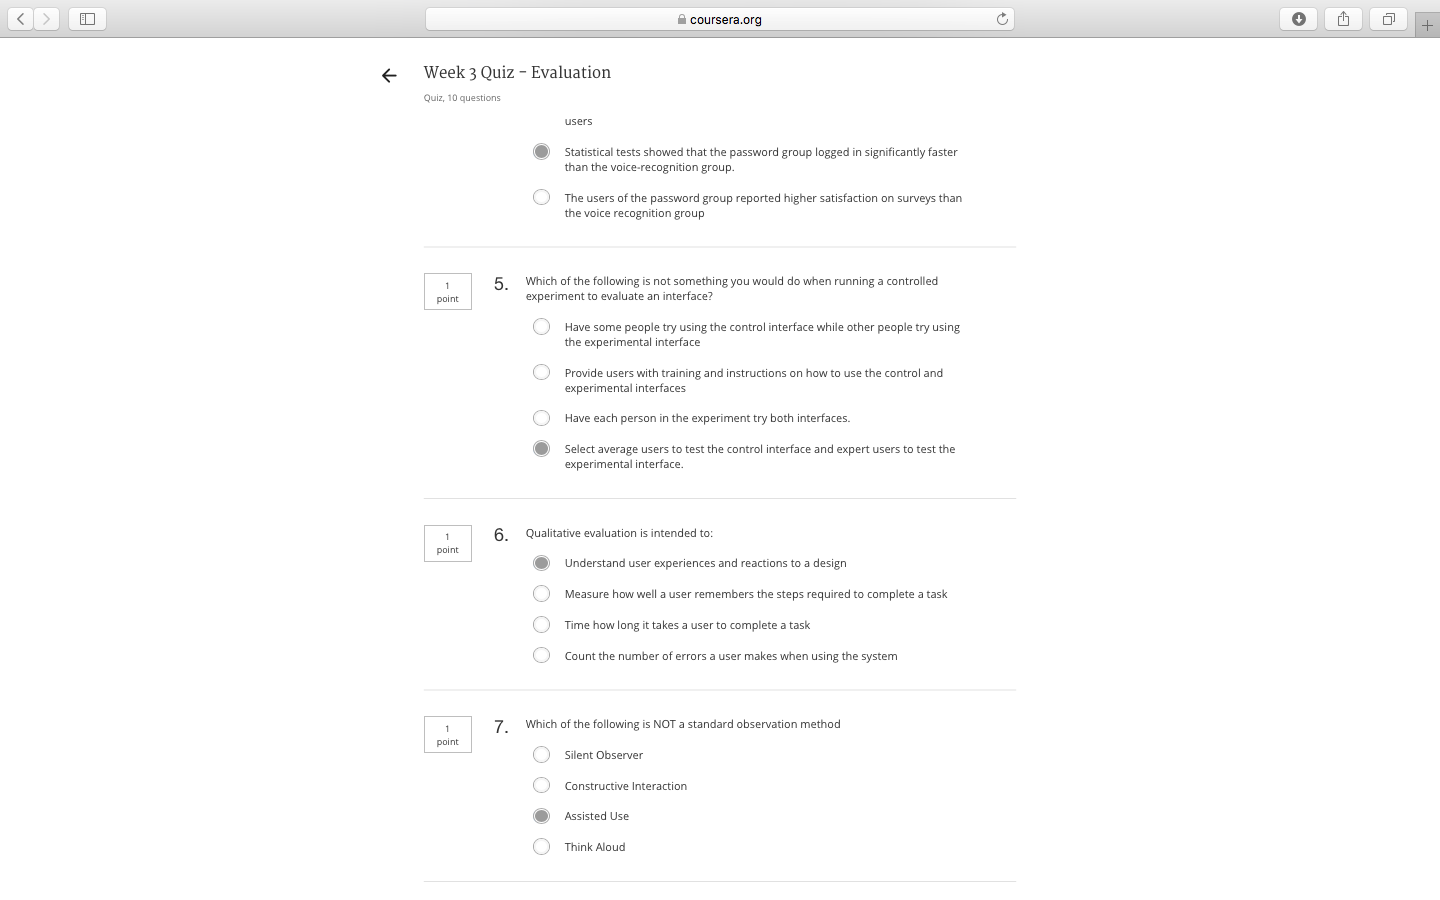 coursera.org
Week 3 Quiz - Evaluation
Quiz, 10 questions
users
Statistical tests showed that the password group logged in significantly faster
than the voice-recognition group.
The users of the password group reported higher satisfaction on surveys than
the voice recognition group
1
point
5.
Which of the following is not something you would do when running a controlled
experiment to evaluate an interface?
Have some people try using the control interface while other people try using
the experimental interface
Provide users with training and instructions on how to use the control and
experimental interfaces
Have each person in the experiment try both interfaces.
Select average users to test the control interface and expert users to test the
experimental interface.
1
point
6.
Qualitative evaluation is intended to:
Understand user experiences and reactions to a design
Measure how well a user remembers the steps required to complete a task
Time how long it takes a user to complete a task
Count the number of errors a user makes when using the system
1
point
7.
Which of the following is NOT a standard observation method
Silent Observer
Constructive Interaction
Assisted Use
Think Aloud